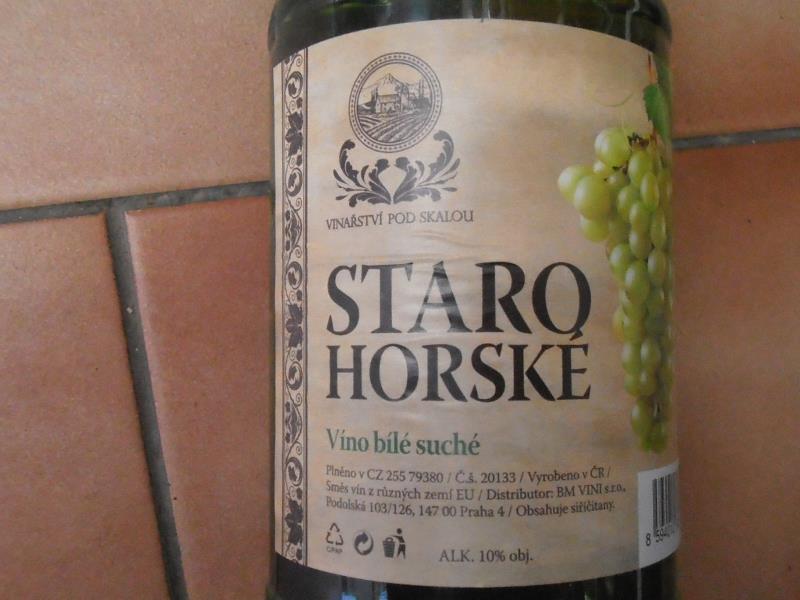 VINAŘSTVÍ POD SKALOU
STARO
HORSKÉ
Víno bílé suché
Plněno v CZ 255 79380 / Č.š. 20133 / Vyrobeno v ČR /
Směs vín z různých zemí EU / Distributor: BM VINI s.r.o.,
Podolská 103/126, 147 00 Praha 4 / Obsahuje siřičitany.
C/PAP
ALK. 10% obj.